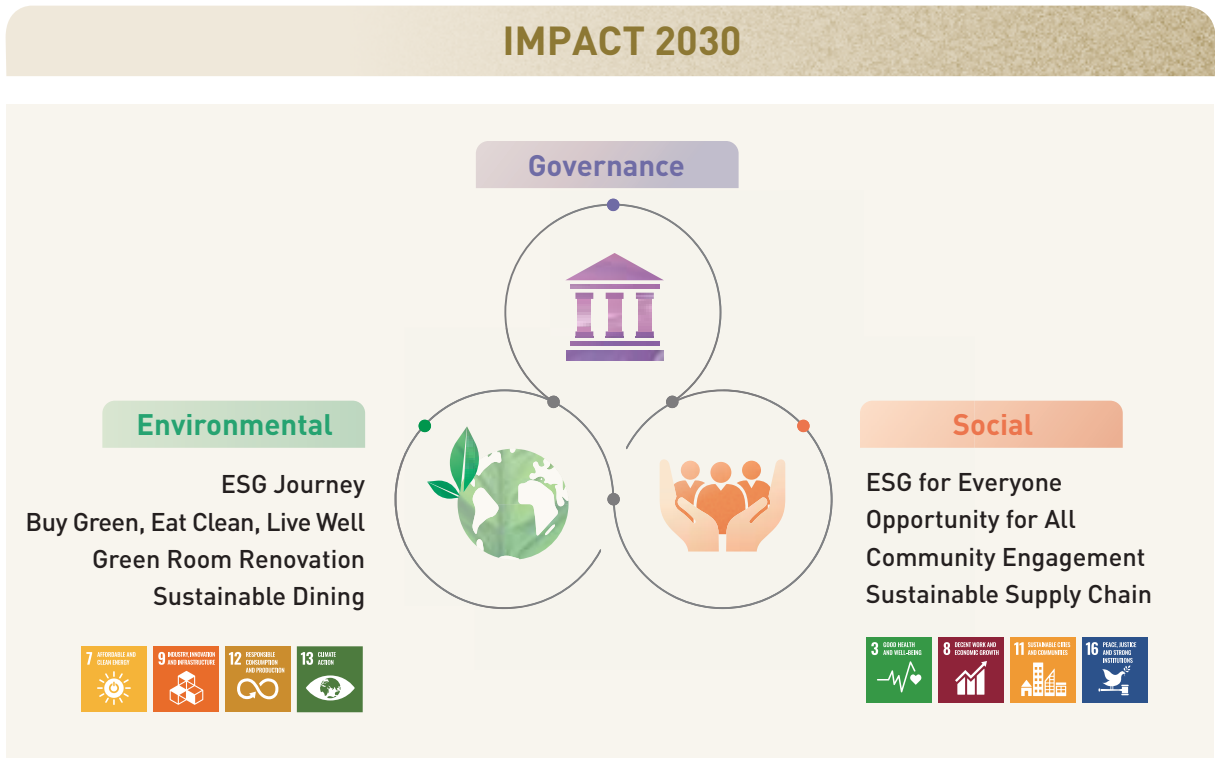 IMPACT 2030
Governance
Environmental
ESG Journey
Buy Green, Eat Clean, Live Well
Green Room Renovation
Sustainable Dining
7 AFFORDABLE AND
CLEAN ENERGY
9 INDUSTRY, INNOVATION
AND INFRASTRUCTURE
12 RESPONSIBLE
CONSUMPTION
AND PRODUCTION
13 CLIMATE
ACTION
Social
ESG for Everyone
Opportunity for All
Community Engagement
Sustainable Supply Chain
3 GOOD HEALTH
AND WELL-BEING
8 DECENT WORK AND
ECONOMIC GROWTH
11 SUSTAINABLE CITIES
AND COMMUNITIES
16 PEACE, JUSTICE
AND STRONG
INSTITUTIONS